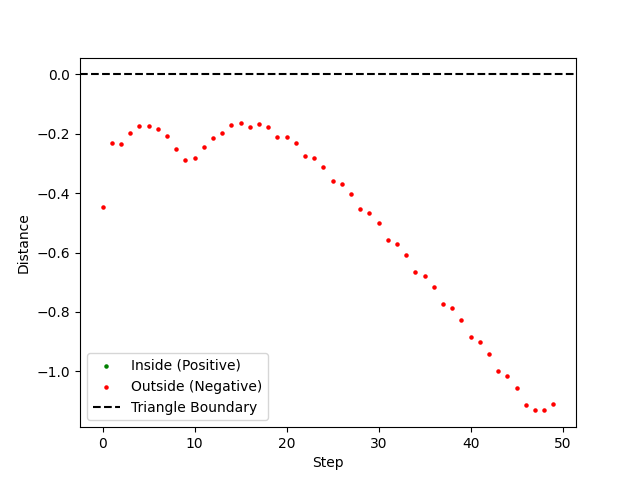 0.0
−0.2
−0.4
−0.6
−0.8
−1.0
Distance
Inside (Positive)
Outside (Negative)
Triangle Boundary
0 10 20 30 40 50
Step